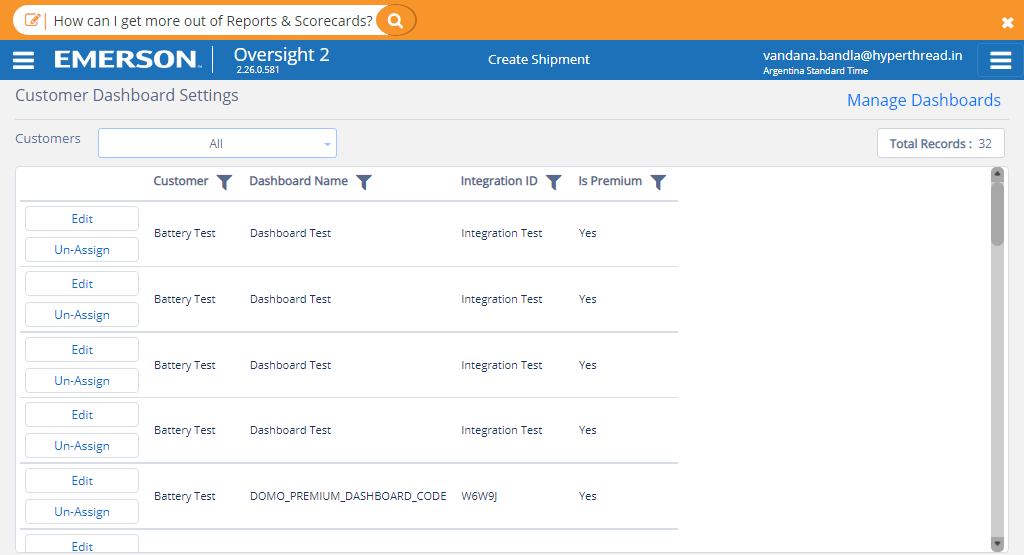 How can I get more out of Reports & Scorecards?
EMERSON
Oversight 2
2.26.0.581
Create Shipment
vandana.bandla@hyperthread.in
Argentina Standard Time
Customer Dashboard Settings
Manage Dashboards
Customers
All
Total Records : 32
Customer Dashboard Name Integration ID Is Premium
Edit
Un-Assign
Battery Test Dashboard Test Integration Test Yes
Edit
Un-Assign
Battery Test Dashboard Test Integration Test Yes
Edit
Un-Assign
Battery Test Dashboard Test Integration Test Yes
Edit
Un-Assign
Battery Test Dashboard Test Integration Test Yes
Edit
Un-Assign
Battery Test DOMO_PREMIUM_DASHBOARD_CODE W6W9J Yes
Edit